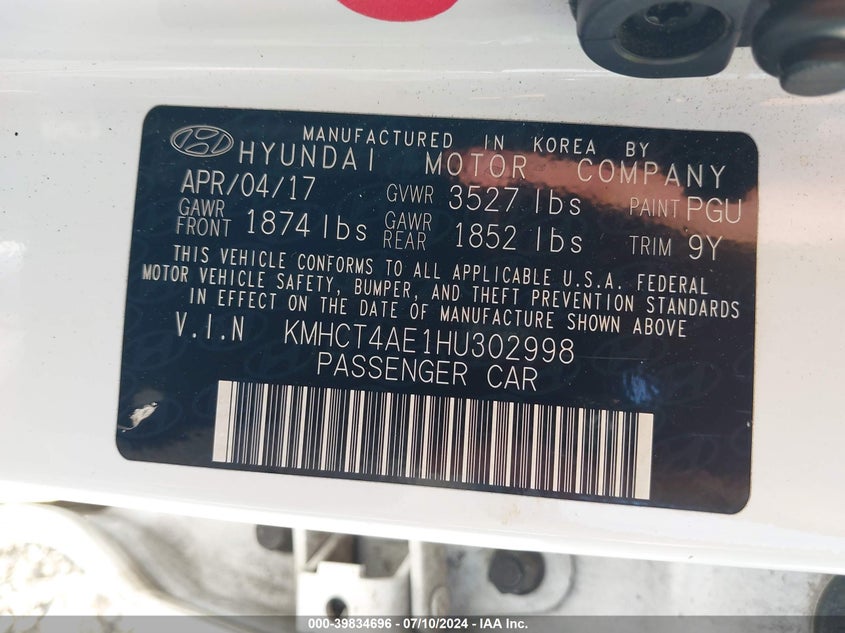 MANUFACTURED IN KOREA BY
HYUNDAI MOTOR COMPANY
APR/04/17 GVWR 3527 lbs PAINT PGU
GAWR FRONT 1874 lbs GAWR REAR 1852 lbs TRIM 9Y
THIS VEHICLE CONFORMS TO ALL APPLICABLE U.S.A. FEDERAL
MOTOR VEHICLE SAFETY, BUMPER, AND THEFT PREVENTION STANDARDS
IN EFFECT ON THE DATE OF MANUFACTURE SHOWN ABOVE
V.I.N KMHCT4AE1HU302998
PASSENGER CAR
000-39834696 - 07/10/2024 - IAA Inc.